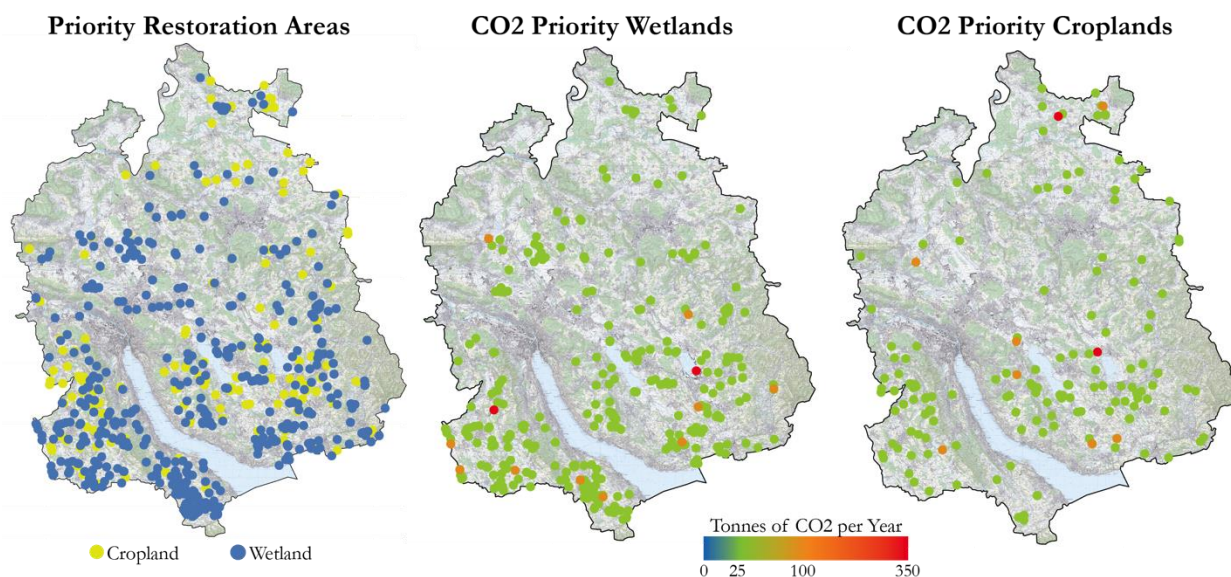 Priority Restoration Areas
CO2 Priority Wetlands
CO2 Priority Croplands
Cropland
Wetland
Tonnes of CO2 per Year
0 25 100 350